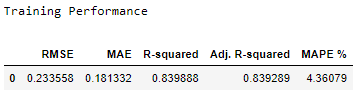 Training Performance
RMSE MAE R-squared Adj. R-squared MAPE %
0 0.233558 0.181332 0.839888 0.839289 4.36079